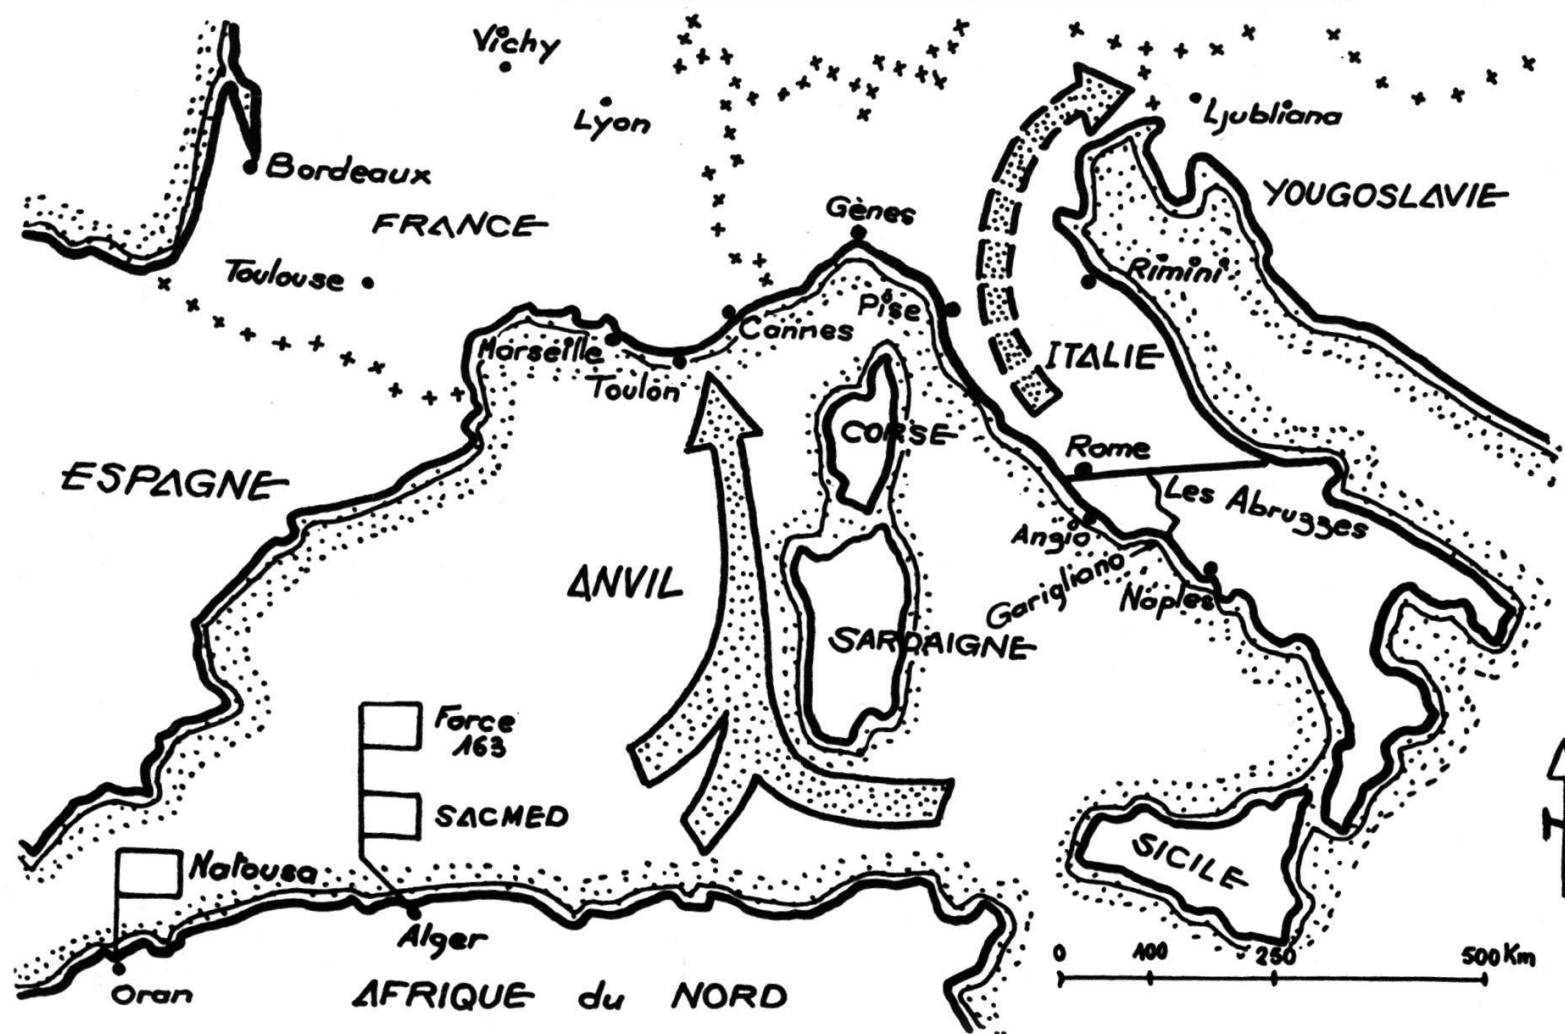 Vichy
Lyon
Ljubliana
Bordeaux
YOUGOSLAVIE
FRANCE
Gènes
Toulouse
Rimini
Pise
Cannes
Marseille
ITALIE
Toulon
CORSE
Rome
ESPAGNE
Les Abruzzes
Anzio
ANVIL
Garigliano
Naples
SARDAIGNE
Force
163
SACMED
SICILE
Natousa
Alger
0 100 250 500 Km
Oran
AFRIQUE du NORD